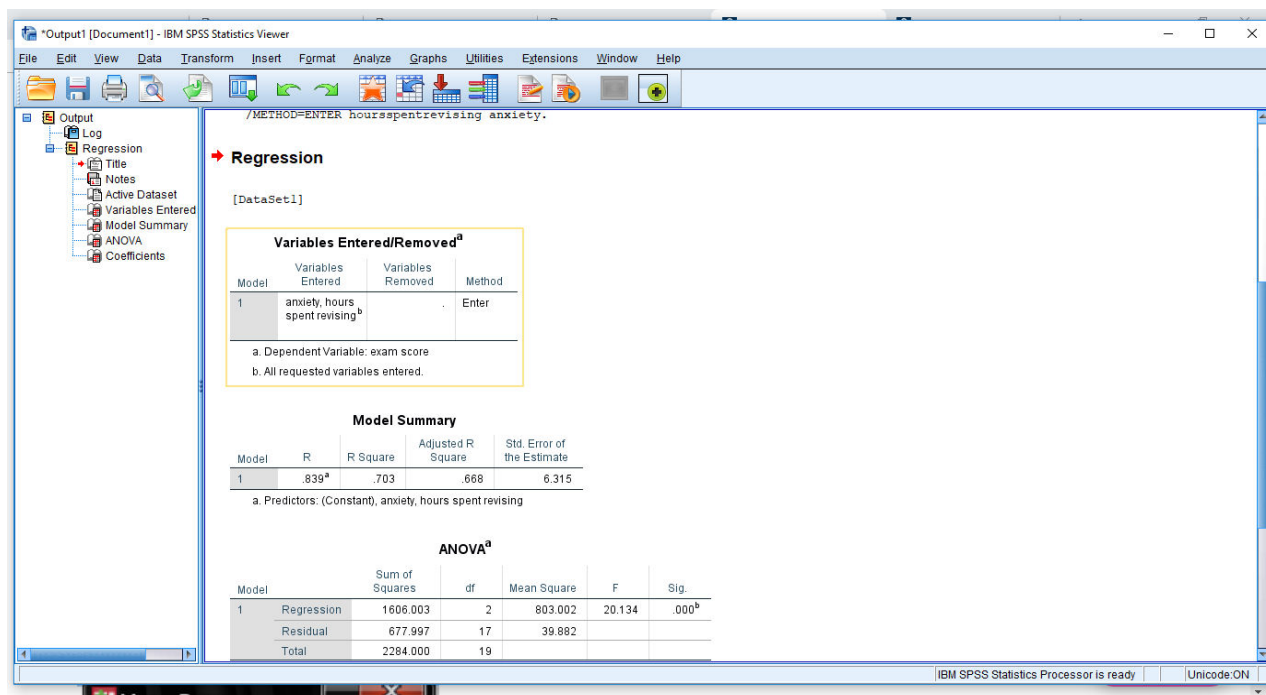 *Output1 [Document1] - IBM SPSS Statistics Viewer
File Edit View Data Transform Insert Format Analyze Graphs Utilities Extensions Window Help
Output
Log
Regression
Title
Notes
Active Dataset
Variables Entered
Model Summary
ANOVA
Coefficients
/METHOD=ENTER hoursspentrevising anxiety.
Regression
[DataSet1]
Variables Entered/Removed^a
Model Variables Entered Variables Removed Method
1 anxiety, hours spent revising^b . Enter
a. Dependent Variable: exam score
b. All requested variables entered.
Model Summary
Model R R Square Adjusted R Square Std. Error of the Estimate
1 .839^a .703 .668 6.315
a. Predictors: (Constant), anxiety, hours spent revising
ANOVA^a
Model Sum of Squares df Mean Square F Sig.
1 Regression 1606.003 2 803.002 20.134 .000^b
Residual 677.997 17 39.882
Total 2284.000 19
IBM SPSS Statistics Processor is ready Unicode:ON